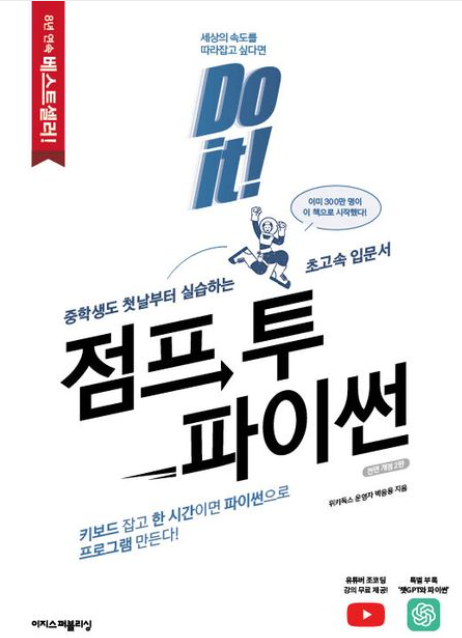 8년 연속 베스트셀러!
세상의 속도를
따라잡고 싶다면
Do
it!
이미 300만 명이
이 책으로 시작했다!
중학생도 첫날부터 실습하는 초고속 입문서
점프 투
파이썬
전면 개정 2판
위키독스 운영자 박응용 지음
키보드 잡고 한 시간이면 파이썬으로
프로그램 만든다!
유튜버 조코딩
강의 무료 제공!
특별 부록
'챗GPT와 파이썬'
이지스퍼블리싱